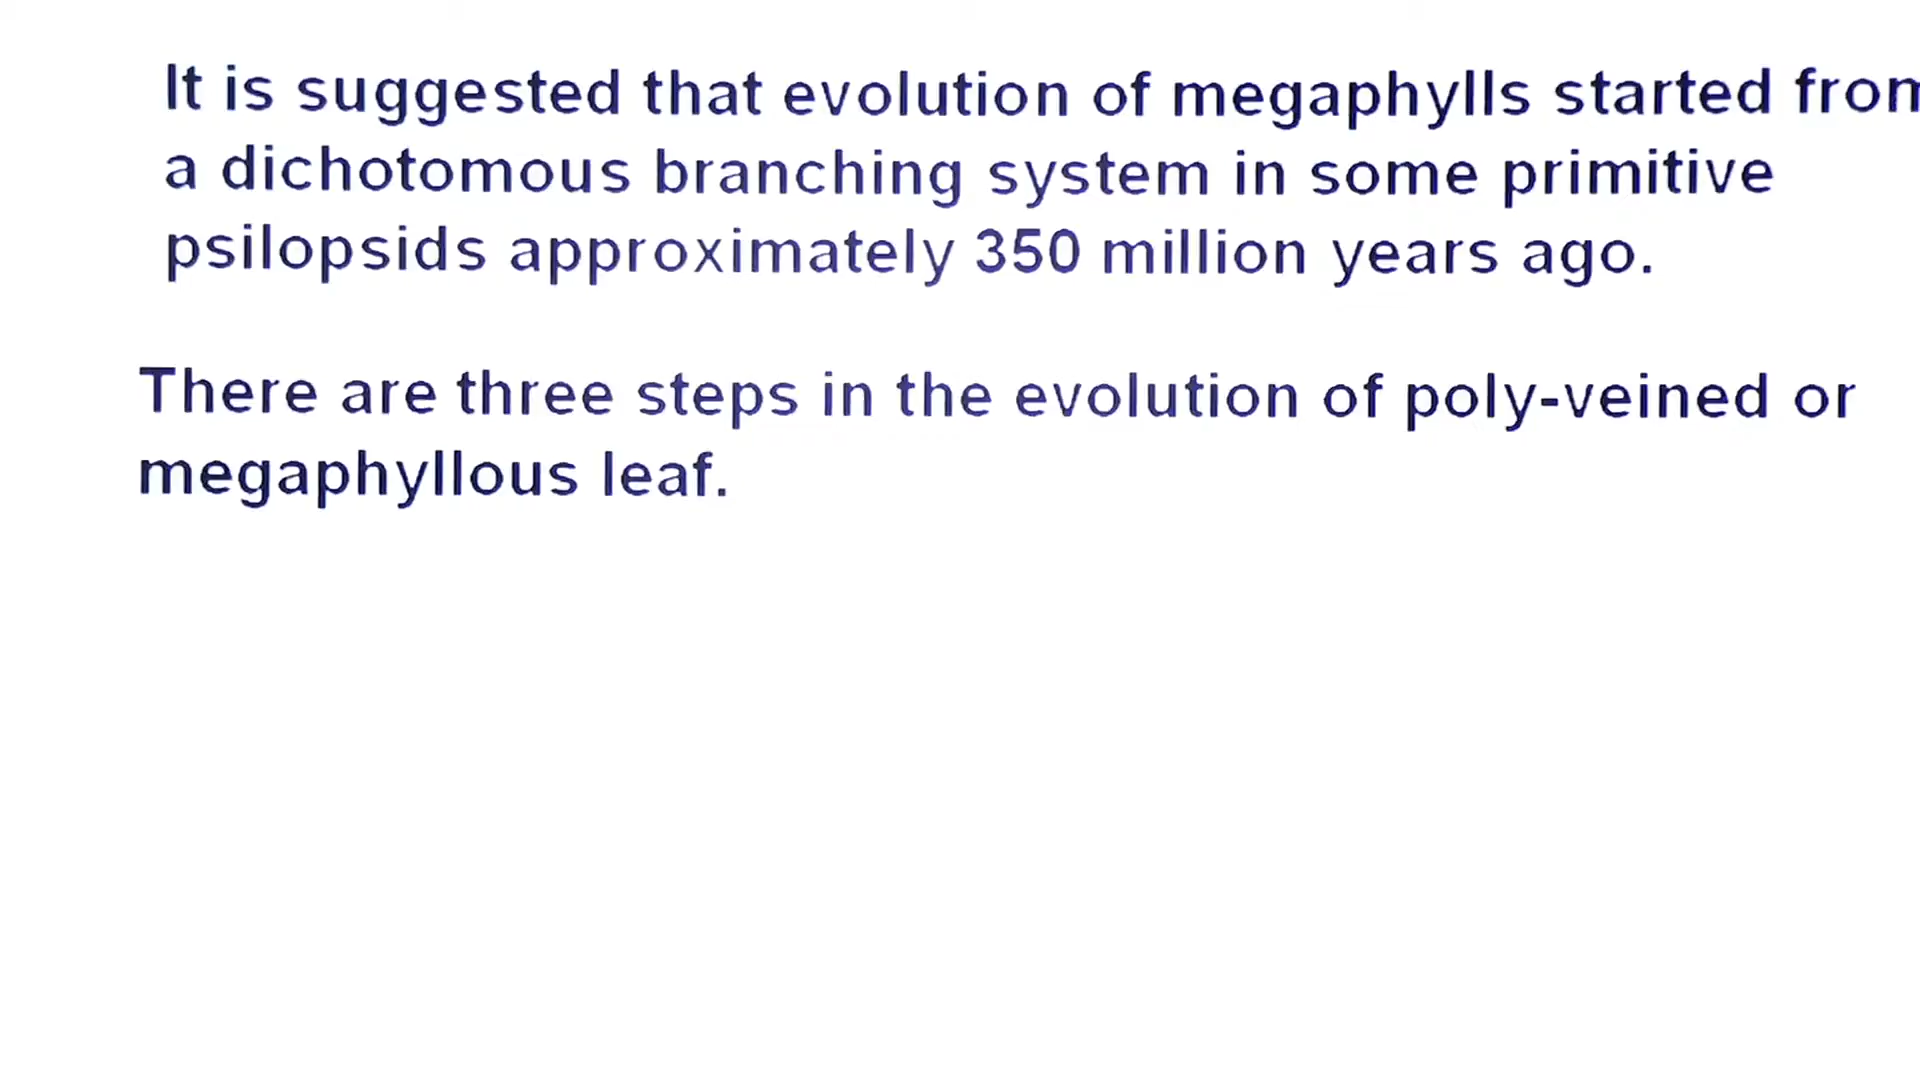 It is suggested that evolution of megaphylls started from
a dichotomous branching system in some primitive
psilopsids approximately 350 million years ago.
There are three steps in the evolution of poly-veined or
megaphyllous leaf.